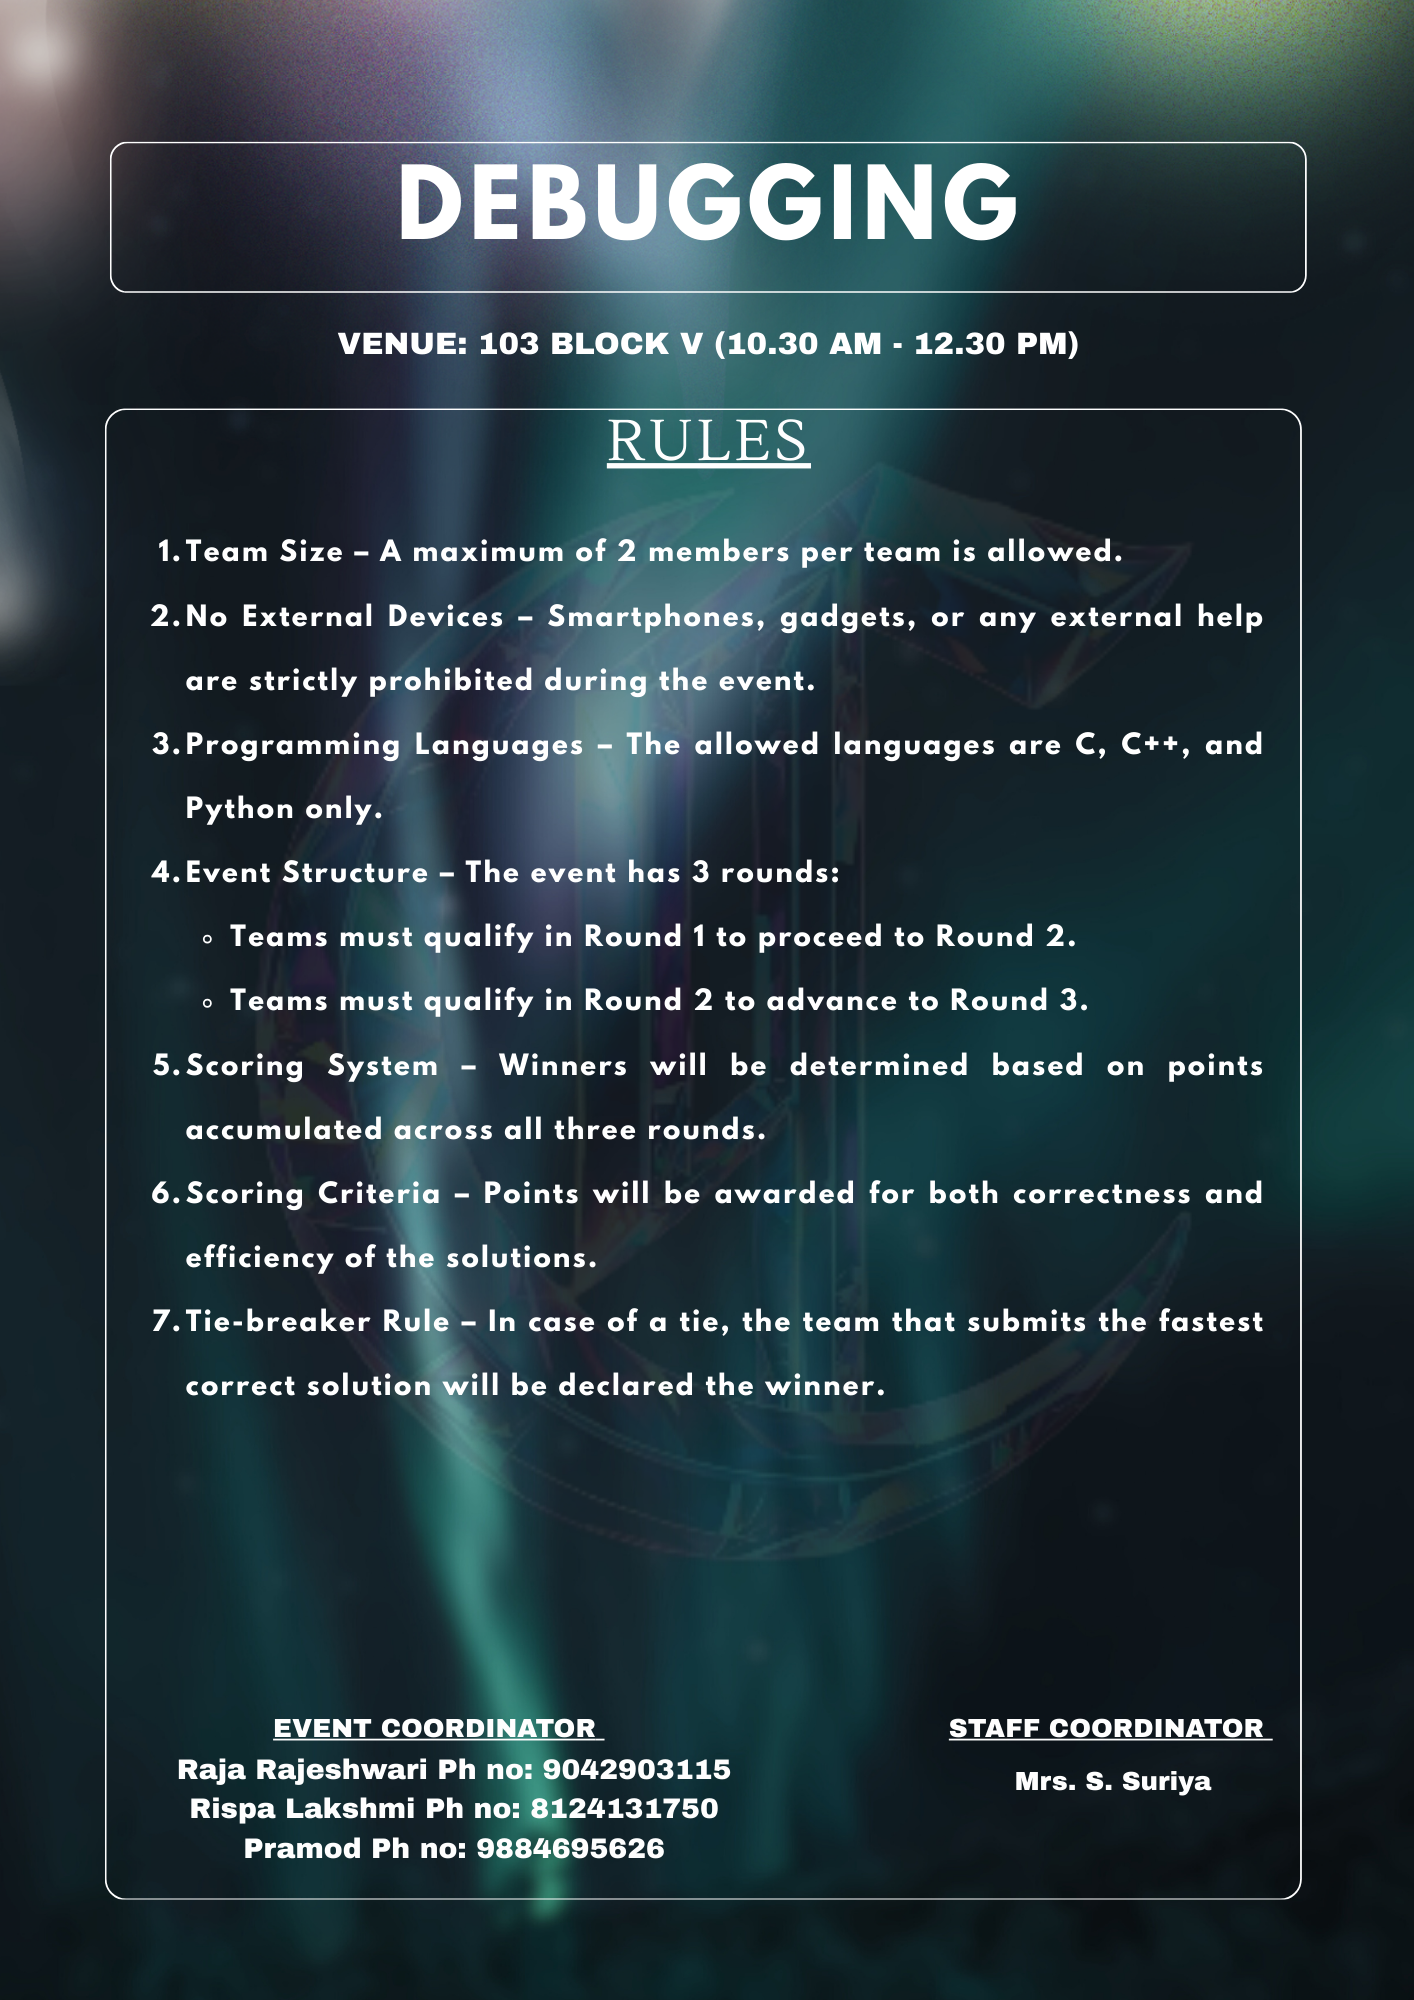 DEBUGGING
VENUE: 103 BLOCK V (10.30 AM - 12.30 PM)
RULES
1. Team Size – A maximum of 2 members per team is allowed.
2. No External Devices – Smartphones, gadgets, or any external help
are strictly prohibited during the event.
3. Programming Languages – The allowed languages are C, C++, and
Python only.
4. Event Structure – The event has 3 rounds:
◦ Teams must qualify in Round 1 to proceed to Round 2.
◦ Teams must qualify in Round 2 to advance to Round 3.
5. Scoring System – Winners will be determined based on points
accumulated across all three rounds.
6. Scoring Criteria – Points will be awarded for both correctness and
efficiency of the solutions.
7. Tie-breaker Rule – In case of a tie, the team that submits the fastest
correct solution will be declared the winner.
EVENT COORDINATOR
Raja Rajeshwari Ph no: 9042903115
Rispa Lakshmi Ph no: 8124131750
Pramod Ph no: 9884695626
STAFF COORDINATOR
Mrs. S. Suriya